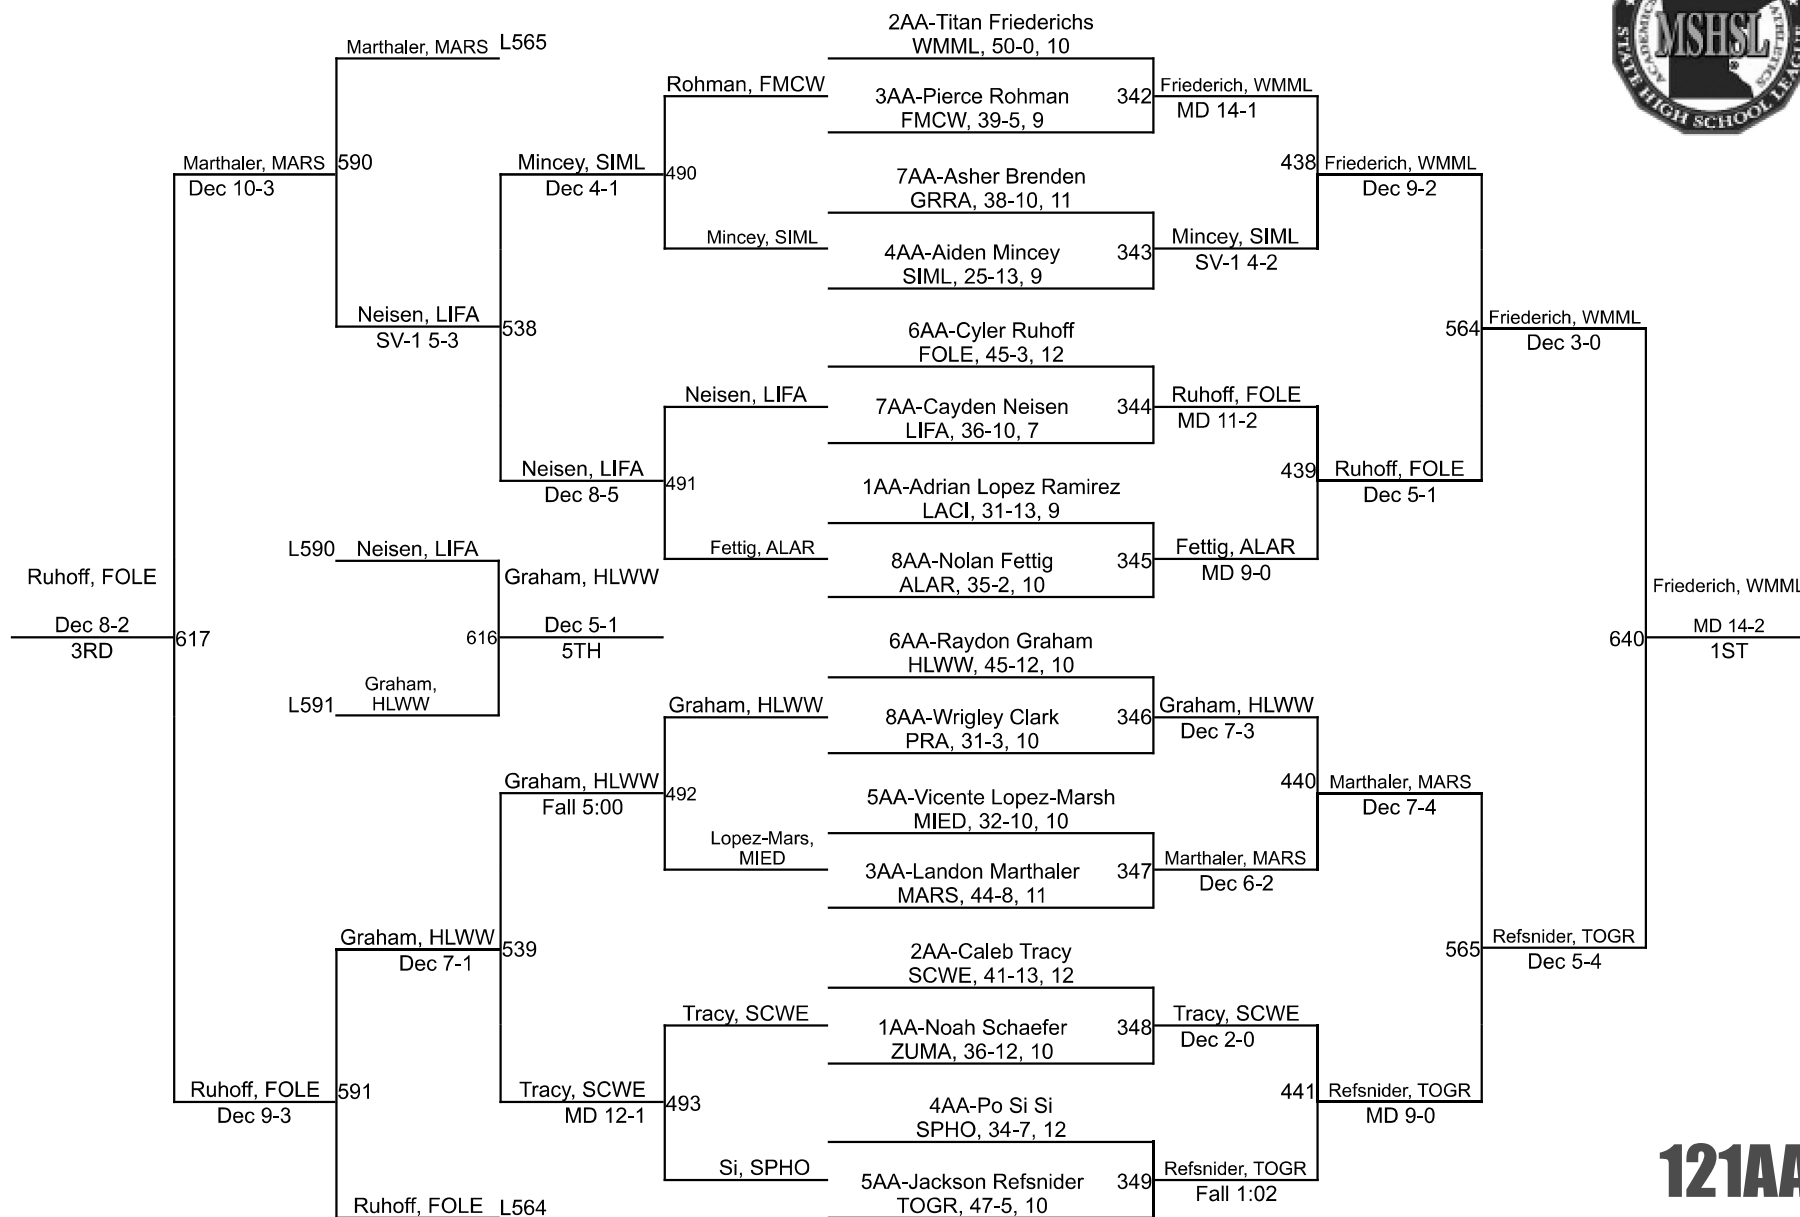 Marthaler, MARS L565
590
Marthaler, MARS
Dec 10-3
Mincey, SIML
Dec 4-1
Rohman, FMCW
490
Mincey, SIML
Neisen, LIFA
SV-1 5-3
538
Neisen, LIFA
Neisen, LIFA
Dec 8-5
491
Fettig, ALAR
L590 Neisen, LIFA
Graham, HLWW
Ruhoff, FOLE
Dec 8-2
3RD
617
616
Dec 5-1
5TH
L591
Graham,
HLWW
Graham, HLWW
Graham, HLWW
Fall 5:00
492
Lopez-Mars,
MIED
Graham, HLWW
Dec 7-1
539
Tracy, SCWE
Ruhoff, FOLE
Dec 9-3
591
Tracy, SCWE
MD 12-1
493
Si, SPHO
Ruhoff, FOLE L564
2AA-Titan Friederichs
WMML, 50-0, 10
3AA-Pierce Rohman
FMCW, 39-5, 9
342
Friederich, WMML
MD 14-1
7AA-Asher Brenden
GRRA, 38-10, 11
4AA-Aiden Mincey
SIML, 25-13, 9
343
Mincey, SIML
SV-1 4-2
438
Friederich, WMML
Dec 9-2
6AA-Cyler Ruhoff
FOLE, 45-3, 12
7AA-Cayden Neisen
LIFA, 36-10, 7
344
Ruhoff, FOLE
MD 11-2
1AA-Adrian Lopez Ramirez
LACI, 31-13, 9
8AA-Nolan Fettig
ALAR, 35-2, 10
345
Fettig, ALAR
MD 9-0
439
Ruhoff, FOLE
Dec 5-1
564
Friederich, WMML
Dec 3-0
6AA-Raydon Graham
HLWW, 45-12, 10
8AA-Wrigley Clark
PRA, 31-3, 10
346
Graham, HLWW
Dec 7-3
5AA-Vicente Lopez-Marsh
MIED, 32-10, 10
3AA-Landon Marthaler
MARS, 44-8, 11
347
Marthaler, MARS
Dec 6-2
440
Marthaler, MARS
Dec 7-4
2AA-Caleb Tracy
SCWE, 41-13, 12
1AA-Noah Schaefer
ZUMA, 36-12, 10
348
Tracy, SCWE
Dec 2-0
4AA-Po Si Si
SPHO, 34-7, 12
5AA-Jackson Refsnider
TOGR, 47-5, 10
349
Refsnider, TOGR
Fall 1:02
441
Refsnider, TOGR
MD 9-0
565
Refsnider, TOGR
Dec 5-4
640
Friederich, WMML
MD 14-2
1ST
MSHSL
STATE HIGH SCHOOL LEAGUE
121AA